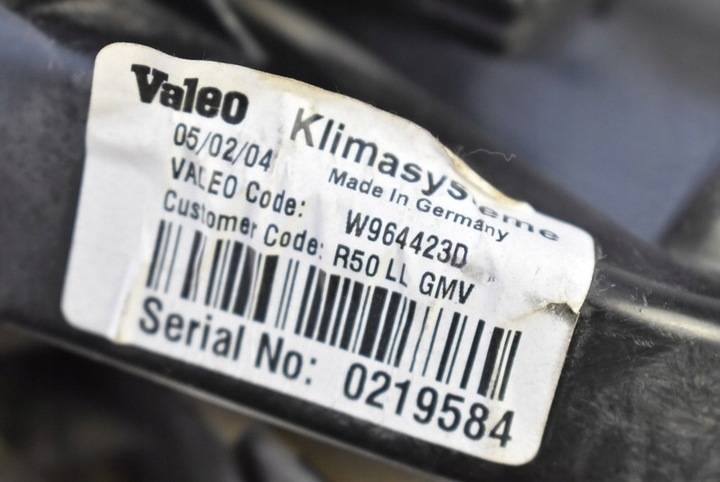 Valeo Klimasysteme
05/02/04 Made In Germany
VALEO Code: W964423D
Customer Code: R50 LL GMV
Serial No: 0219584